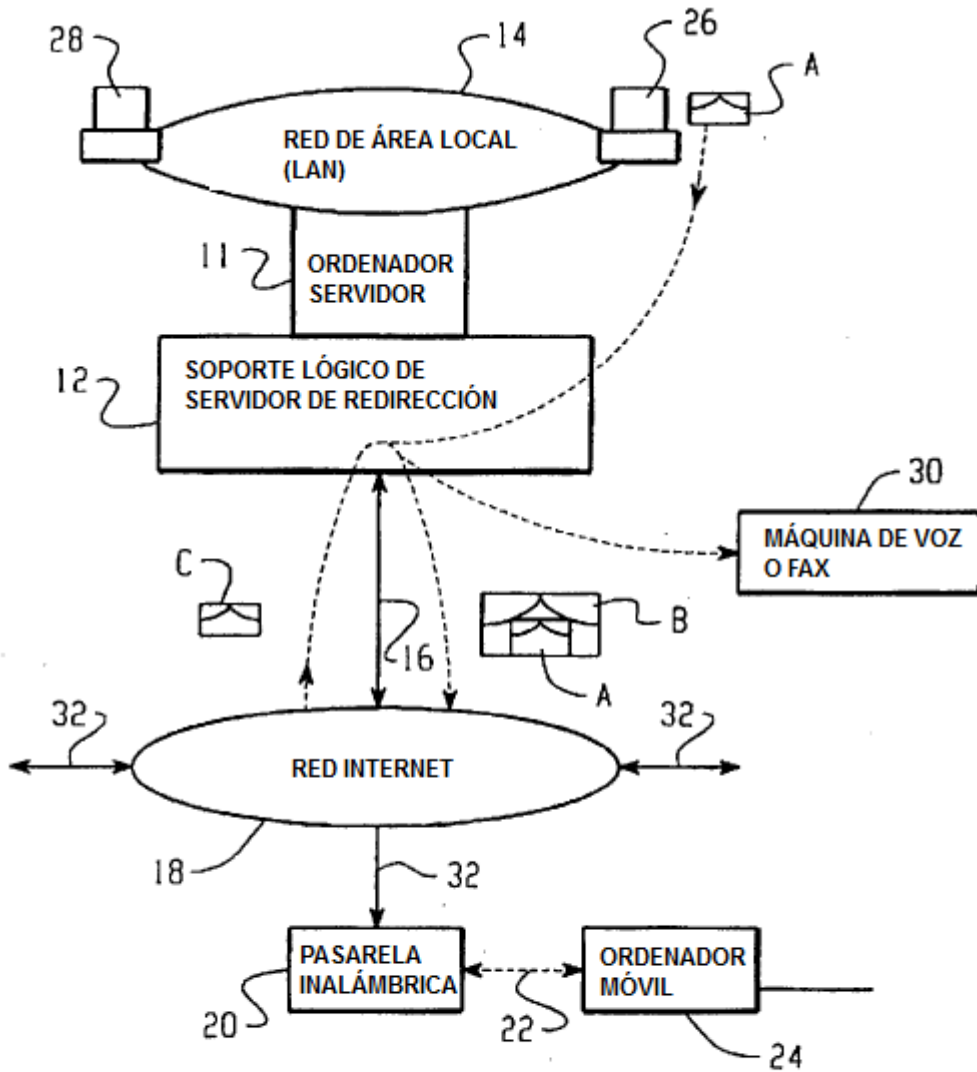 28
14
26
A
RED DE ÁREA LOCAL
(LAN)
11
ORDENADOR
SERVIDOR
12
SOPORTE LÓGICO DE
SERVIDOR DE REDIRECCIÓN
30
MÁQUINA DE VOZ
O FAX
C
B
16
A
32
32
RED INTERNET
18
32
PASARELA
INALÁMBRICA
ORDENADOR
MÓVIL
20
22
24